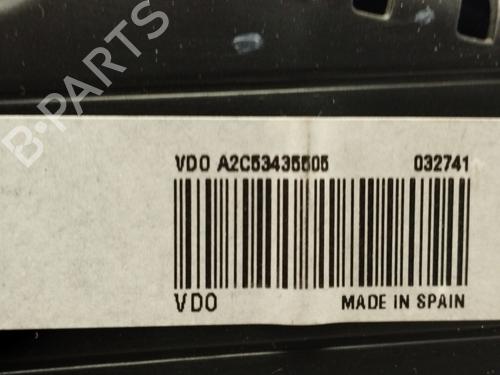 B-PARTS
VDO A2C53435505 032741
VDO MADE IN SPAIN